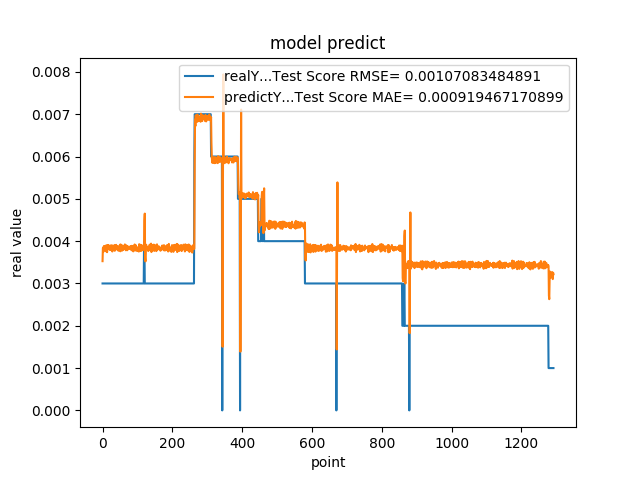 model predict
realY...Test Score RMSE= 0.00107083484891
predictY...Test Score MAE= 0.000919467170899
real value
0.008
0.007
0.006
0.005
0.004
0.003
0.002
0.001
0.000
0 200 400 600 800 1000 1200
point